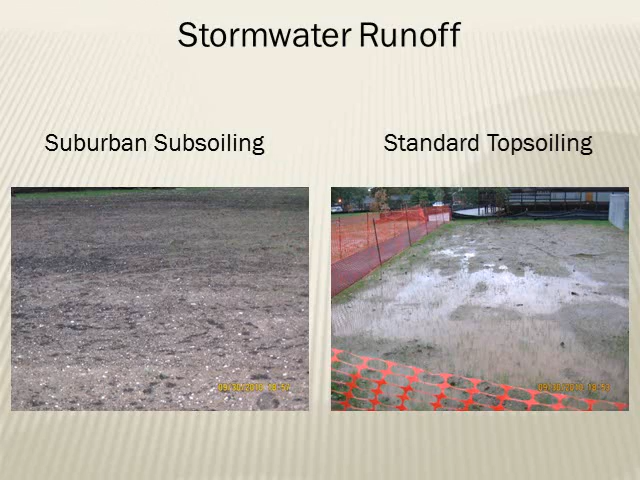 Stormwater Runoff
Suburban Subsoiling
Standard Topsoiling